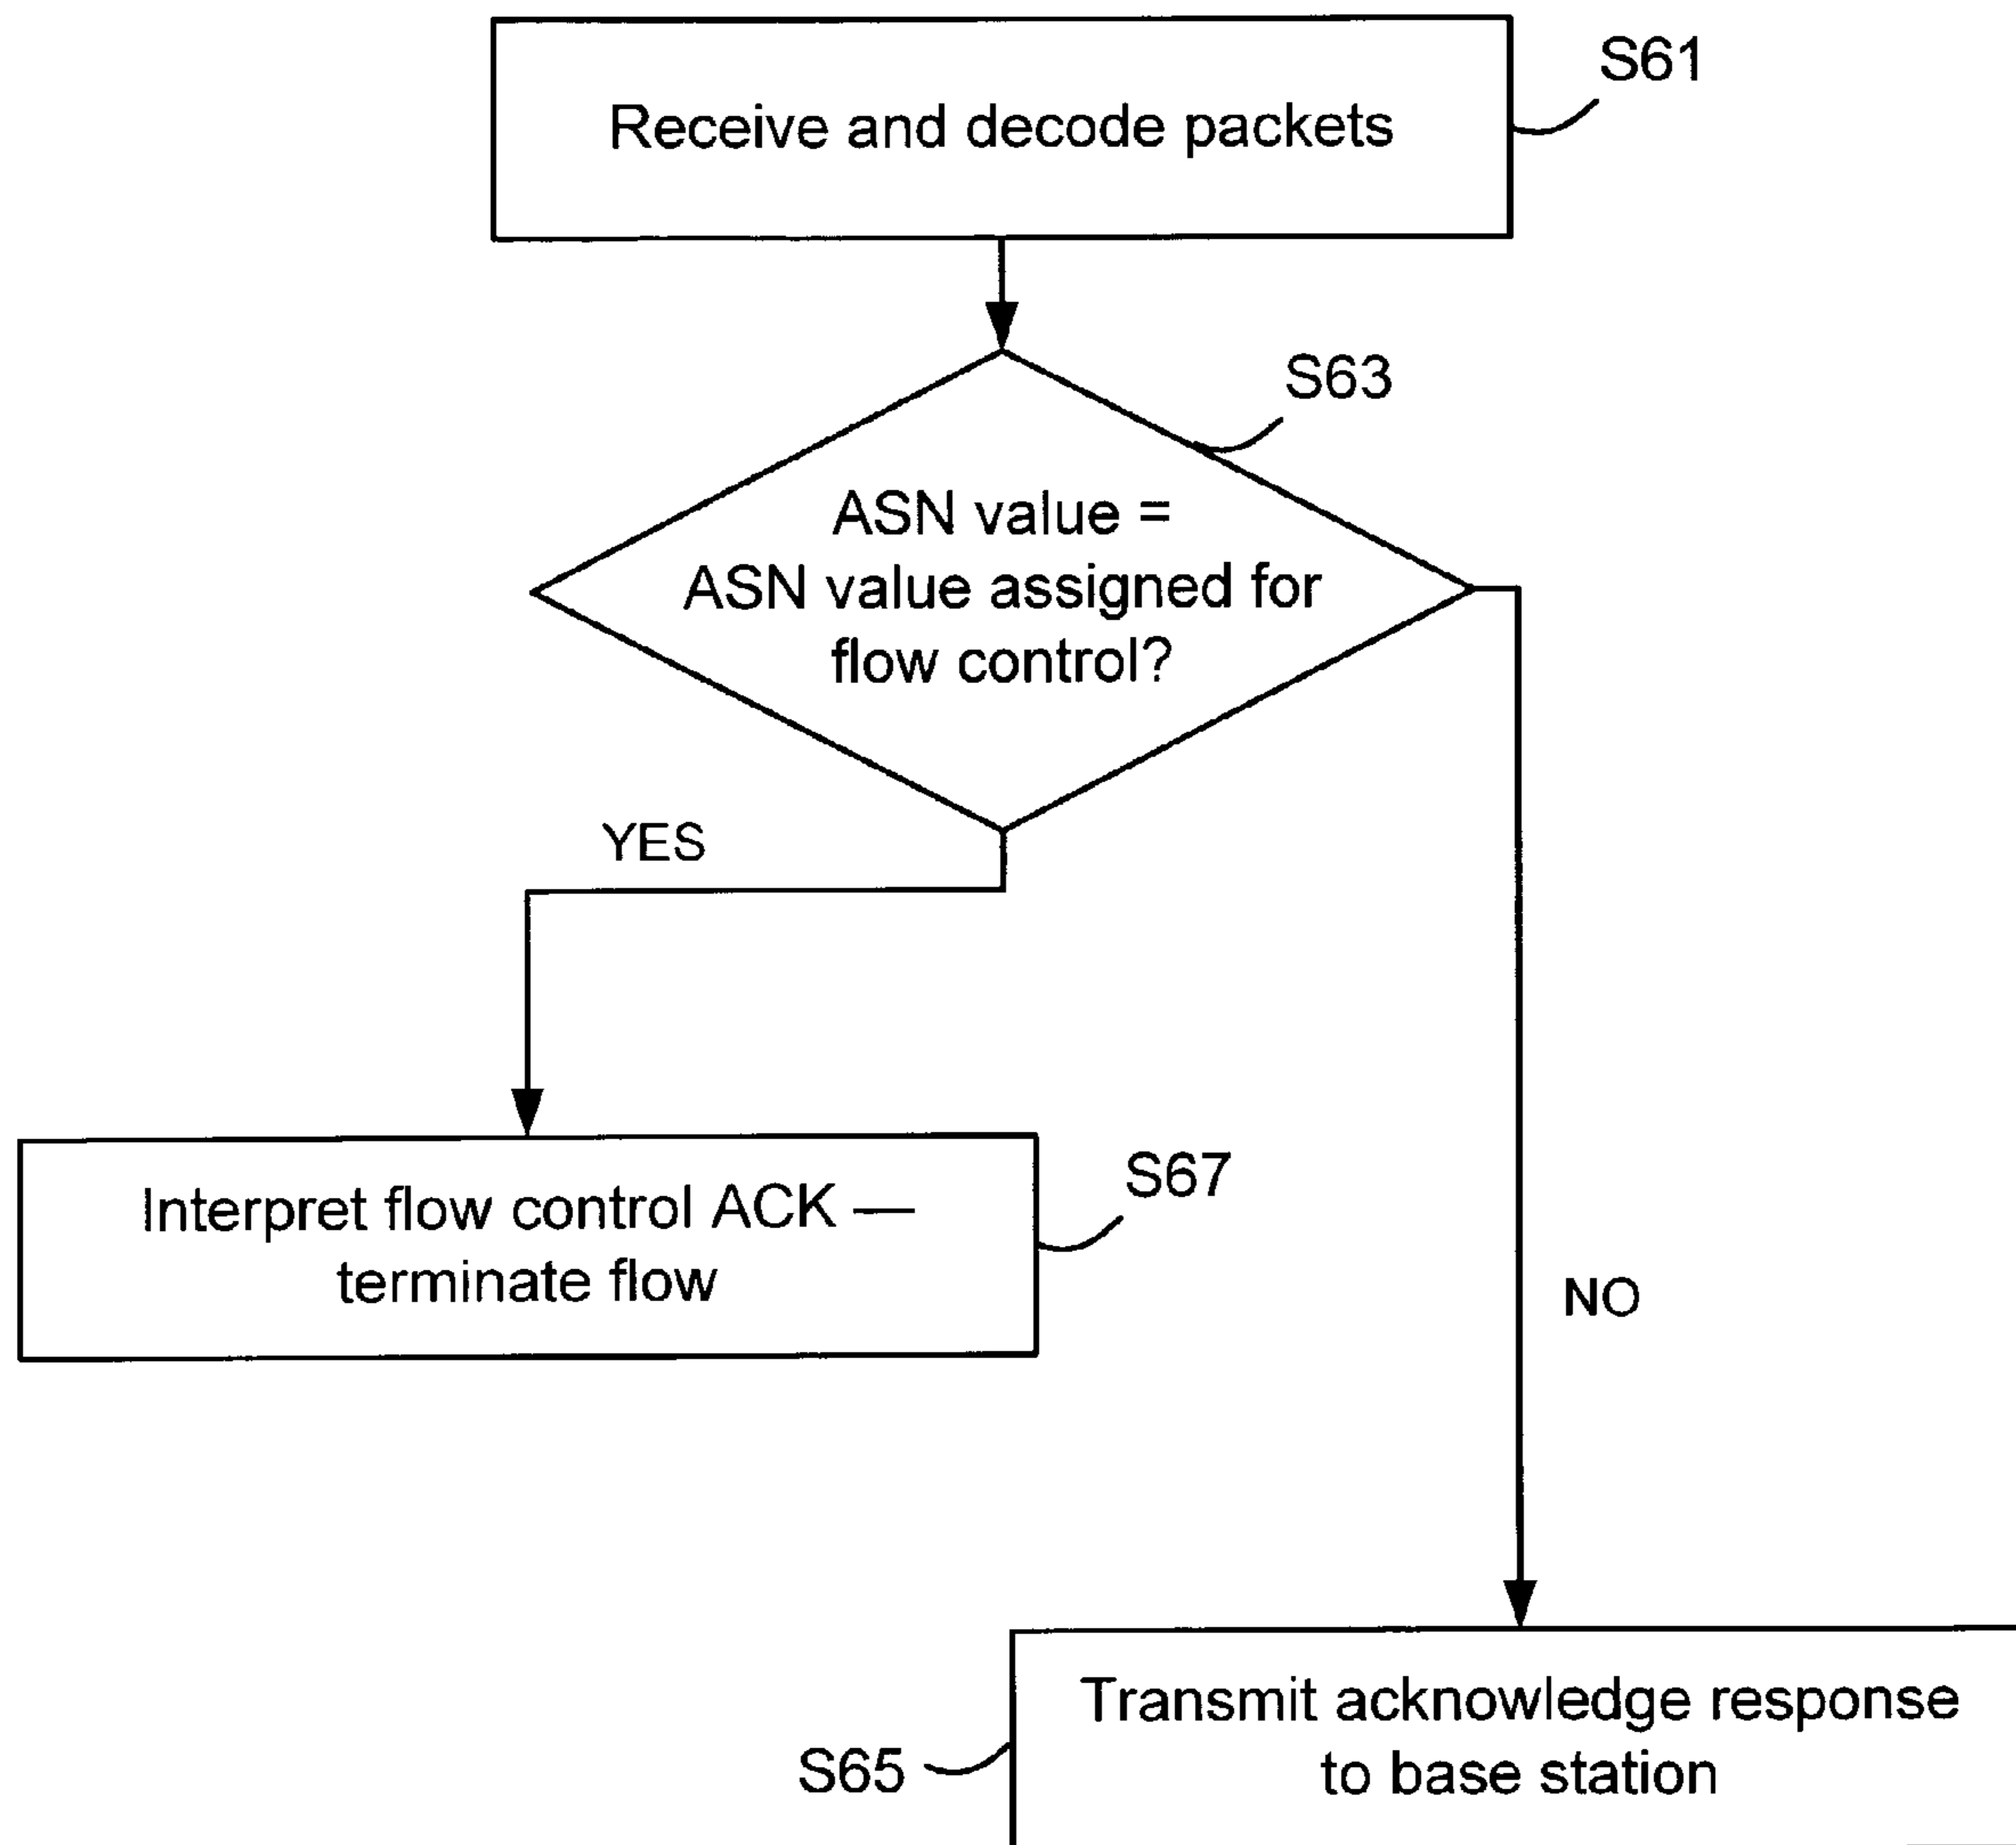 Receive and decode packets
S61
S63
ASN value =
ASN value assigned for
flow control?
YES
Interpret flow control ACK —
terminate flow
S67
NO
Transmit acknowledge response
to base station
S65